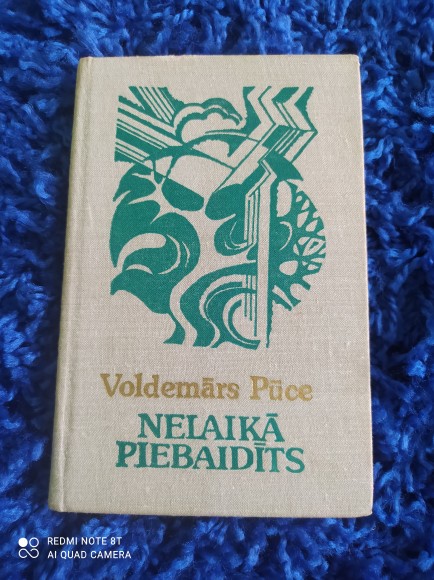 Voldemārs Pūce
NELAIKĀ
PIEBAIDĪTS
REDMI NOTE 8T
AI QUAD CAMERA